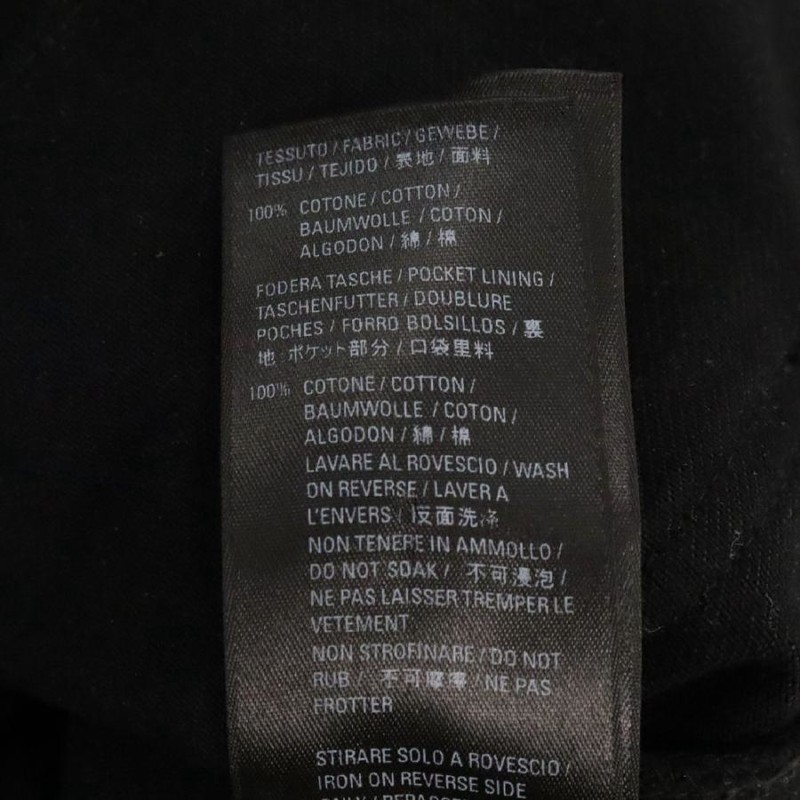 TESSUTO / FABRIC / GEWEBE /
TISSU / TEJIDO / 表地 / 面料
100% COTONE / COTTON /
BAUMWOLLE / COTON /
ALGODON / 綿 / 棉
FODERA TASCHE / POCKET LINING /
TASCHENFUTTER / DOUBLURE
POCHES / FORRO BOLSILLOS / 裏
地 ポケット部分 / 口袋里料
100% COTONE / COTTON /
BAUMWOLLE / COTON /
ALGODON / 綿 / 棉
LAVARE AL ROVESCIO / WASH
ON REVERSE / LAVER A
L'ENVERS / 反面洗涤
NON TENERE IN AMMOLLO /
DO NOT SOAK / 不可浸泡 /
NE PAS LAISSER TREMPER LE
VETEMENT
NON STROFINARE / DO NOT
RUB / 不可摩擦 / NE PAS
FROTTER
STIRARE SOLO A ROVESCIO /
IRON ON REVERSE SIDE